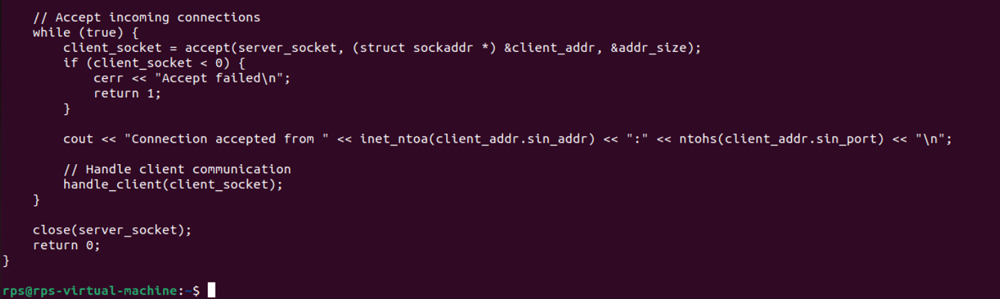 // Accept incoming connections
while (true) {
client_socket = accept(server_socket, (struct sockaddr *) &client_addr, &addr_size);
if (client_socket < 0) {
cerr << "Accept failed\n";
return 1;
}
cout << "Connection accepted from " << inet_ntoa(client_addr.sin_addr) << ":" << ntohs(client_addr.sin_port) << "\n";
// Handle client communication
handle_client(client_socket);
}
close(server_socket);
return 0;
}
rps@rps-virtual-machine:~$